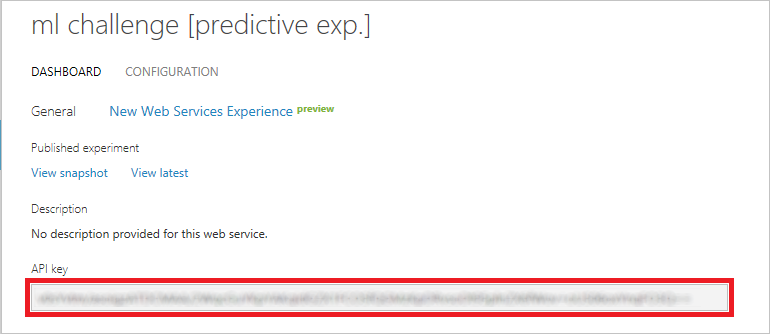 ml challenge [predictive exp.]
DASHBOARD CONFIGURATION
General New Web Services Experience preview
Published experiment
View snapshot View latest
Description
No description provided for this web service.
API key